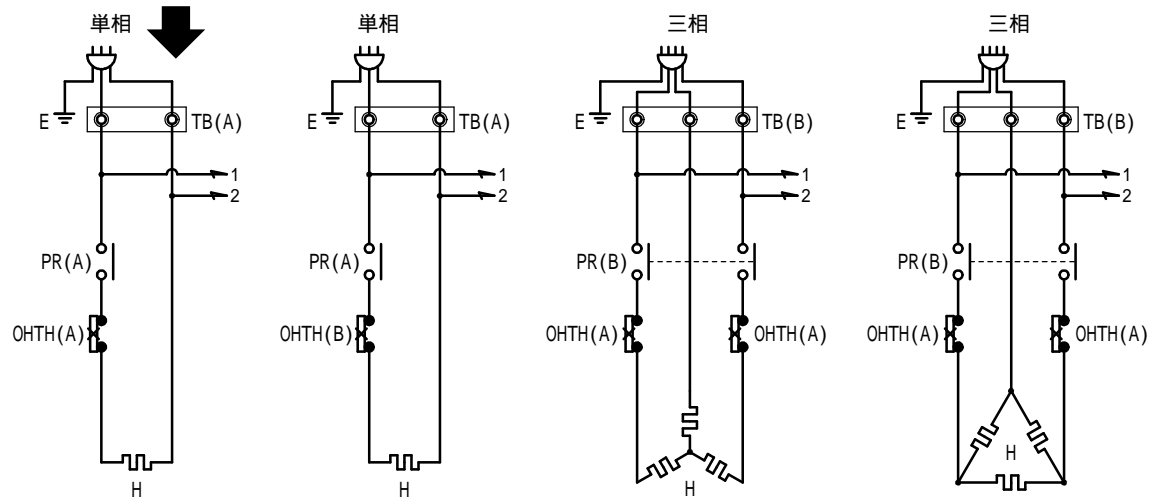 単相
単相
三相
三相
E
TB(A)
E
TB(A)
E
TB(B)
E
TB(B)
1
1
1
1
2
2
2
2
PR(A)
PR(A)
PR(B)
PR(B)
OHTH(A)
OHTH(B)
OHTH(A)
OHTH(A)
OHTH(A)
OHTH(A)
H
H
H
H